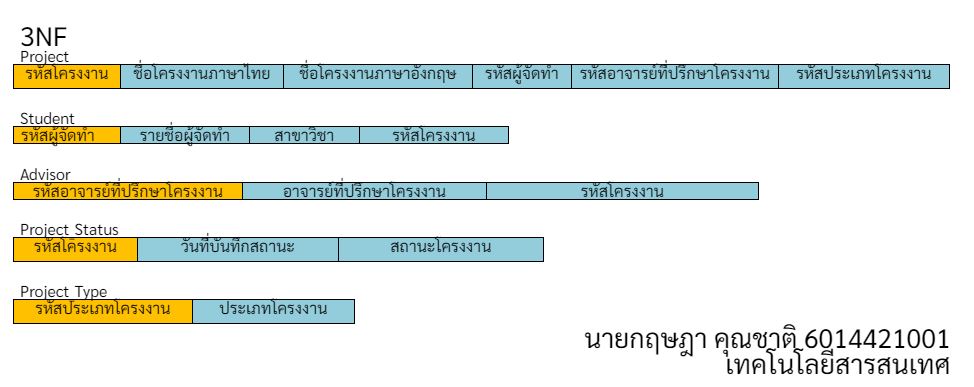 3NF
Project
รหัสโครงงาน ชื่อโครงงานภาษาไทย ชื่อโครงงานภาษาอังกฤษ รหัสผู้จัดทำ รหัสอาจารย์ที่ปรึกษาโครงงาน รหัสประเภทโครงงาน
Student
รหัสผู้จัดทำ รายชื่อผู้จัดทำ สาขาวิชา รหัสโครงงาน
Advisor
รหัสอาจารย์ที่ปรึกษาโครงงาน อาจารย์ที่ปรึกษาโครงงาน รหัสโครงงาน
Project Status
รหัสโครงงาน วันที่บันทึกสถานะ สถานะโครงงาน
Project Type
รหัสประเภทโครงงาน ประเภทโครงงาน
นายกฤษฎา คุณชาติ 6014421001
เทคโนโลยีสารสนเทศ